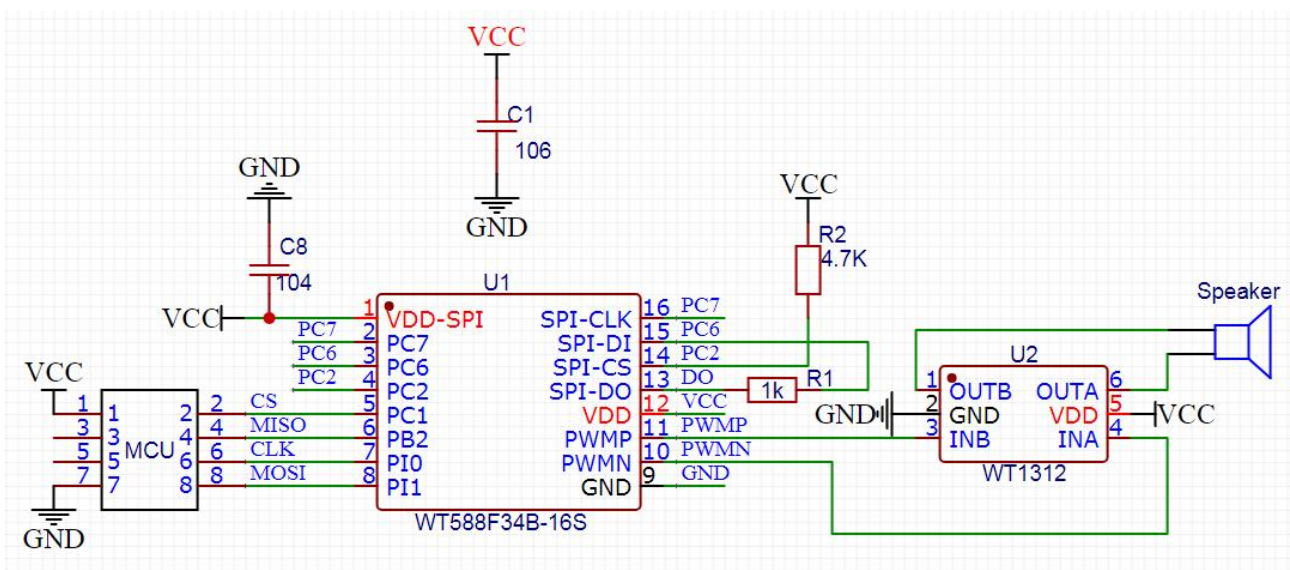 VCC
C1
106
GND
GND
C8
104
VCC
VCC
R2
4.7K
U1
1 VDD-SPI
2 PC7 PC7
3 PC6 PC6
4 PC2 PC2
5 PC1
6 PB2
7 PI0
8 PI1
SPI-CLK 16 PC7
SPI-DI 15 PC6
SPI-CS 14 PC2
SPI-DO 13 DO
VDD 12 VCC
PWMP 11 PWMP
PWMN 10 PWMN
GND 9 GND
WT588F34B-16S
1k
R1
VCC
MCU
1 1 2 2 CS
3 3 4 4 MISO
5 5 6 6 CLK
7 7 8 8 MOSI
GND
Speaker
U2
1 OUTB OUTA 6
GND 2 GND VDD 5 VCC
3 INB INA 4
WT1312